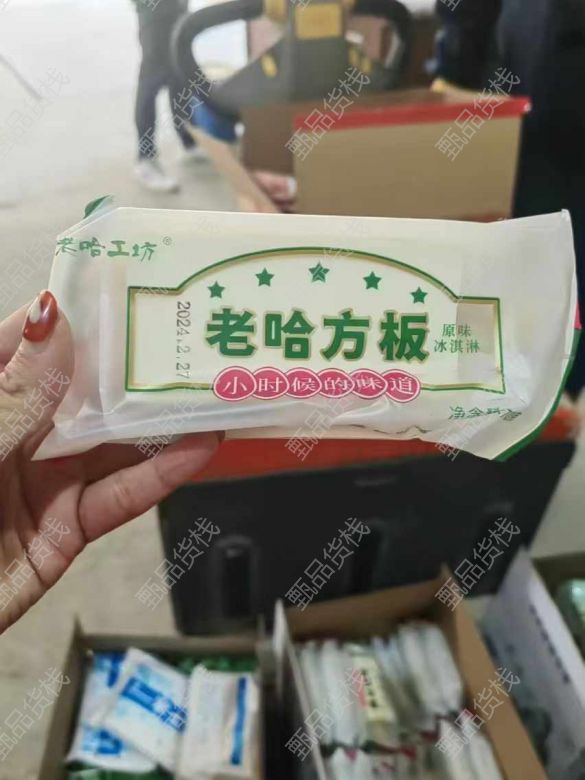 老哈工坊®
2024.2.27
老哈方板
原味
冰淇淋
小时候的味道
甄品货栈